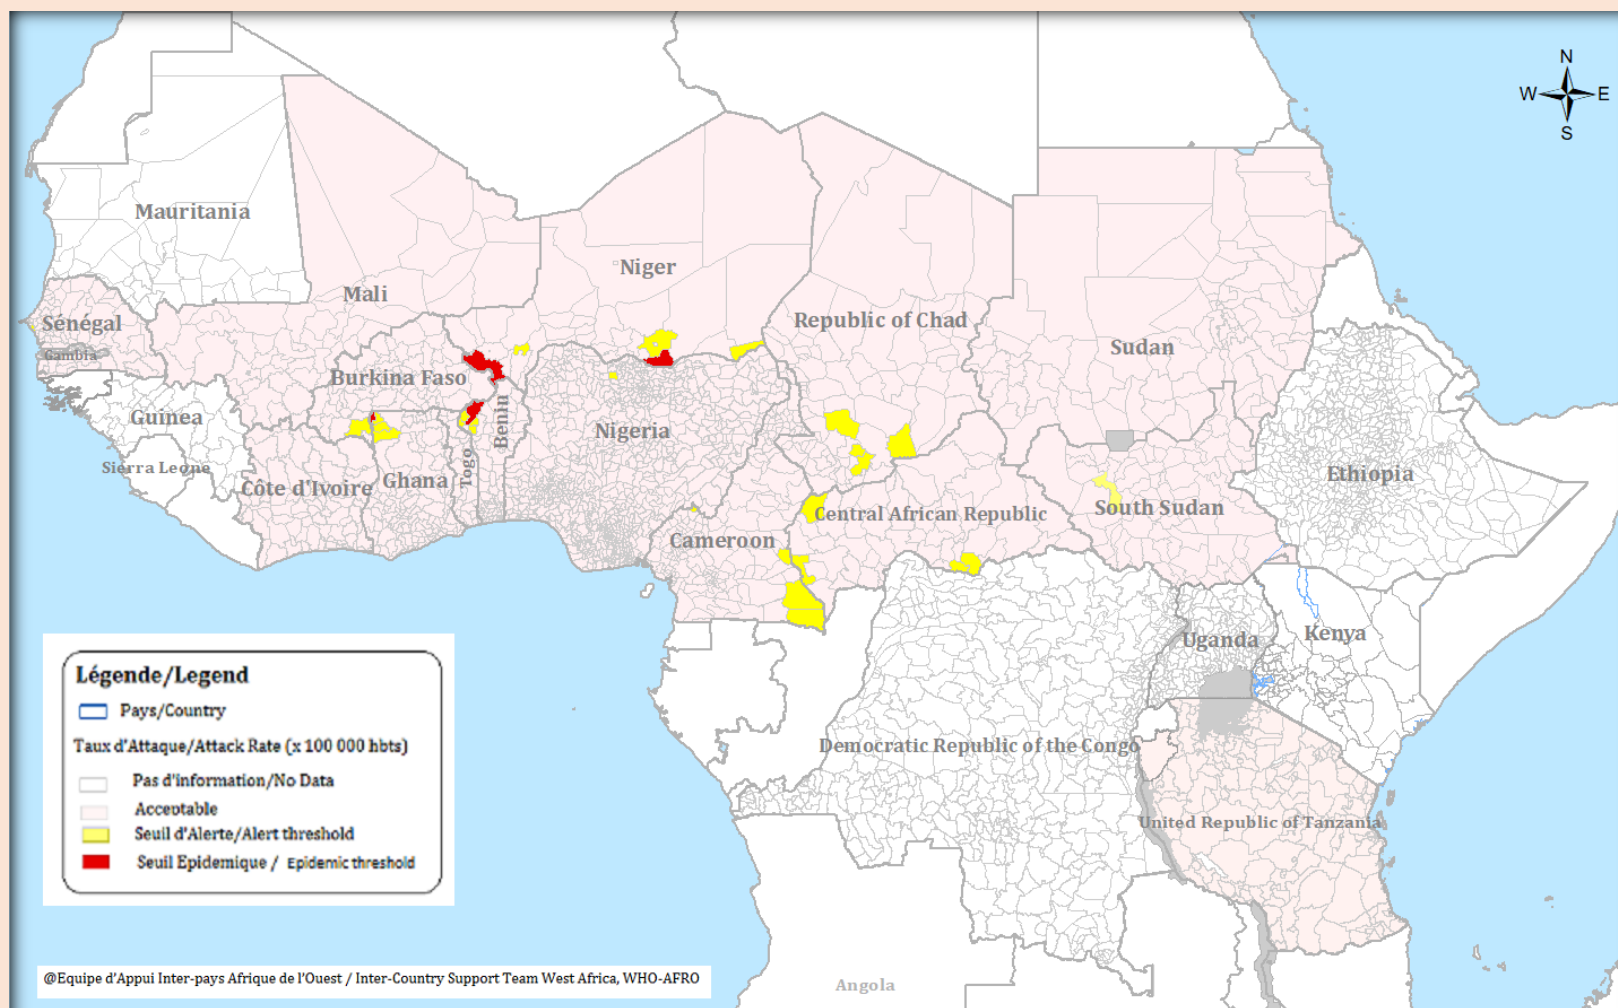 N
W E
S
Mauritania
Mali
Niger
Republic of Chad
Sudan
Sénégal
Gambia
Burkina Faso
Guinea
Benin
Nigeria
Sierra Leone
Côte d'Ivoire
Ghana
Togo
Ethiopia
Central African Republic
South Sudan
Cameroon
Uganda
Kenya
Democratic Republic of the Congo
United Republic of Tanzania
Angola
Légende/Legend
Pays/Country
Taux d'Attaque/Attack Rate (x 100 000 hbts)
Pas d'information/No Data
Acceptable
Seuil d'Alerte/Alert threshold
Seuil Epidemique / Epidemic threshold
@Equipe d'Appui Inter-pays Afrique de l'Ouest / Inter-Country Support Team West Africa, WHO-AFRO